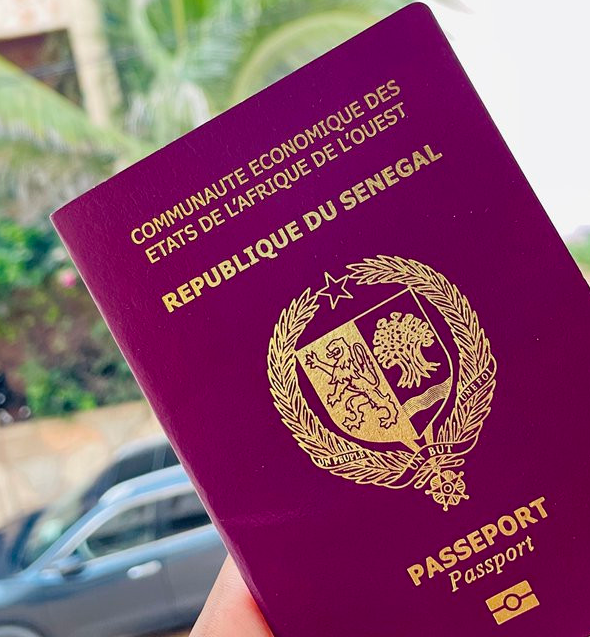 COMMUNAUTE ECONOMIQUE DES
ETATS DE L'AFRIQUE DE L'OUEST
REPUBLIQUE DU SENEGAL
UN PEUPLE UN BUT UNE FOI
PASSEPORT
Passport